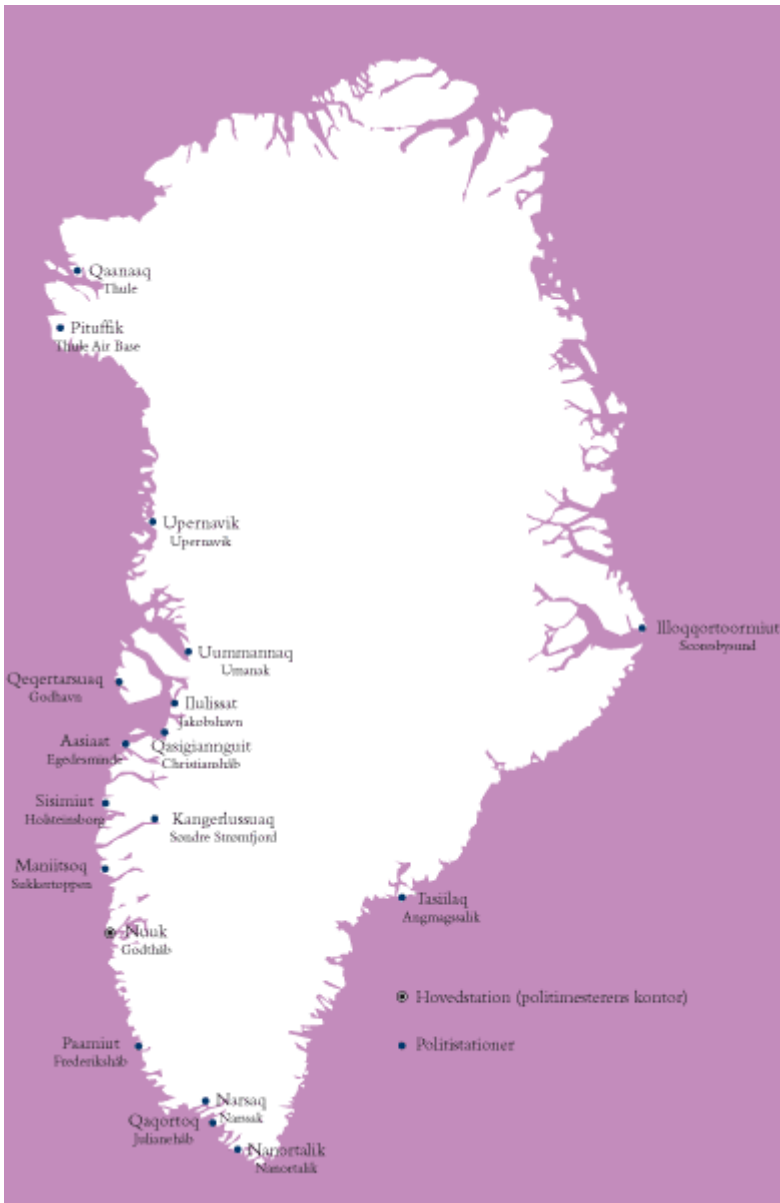 Qaanaaq
Thule
Pituffik
Thule Air Base
Upernavik
Upernavik
Illoqqortoormiut
Scoresbysund
Uummannaq
Umanak
Qeqertarsuaq
Godhavn
Ilulissat
Jakobshavn
Aasiaat
Egedesminde
Qasigiannguit
Christianshåb
Sisimiut
Holsteinsborg
Kangerlussuaq
Søndre Strømfjord
Maniitsoq
Sukkertoppen
Tasiilaq
Angmagssalik
Nuuk
Godthåb
Hovedstation (politimesterens kontor)
Paamiut
Frederikshåb
Politistationer
Narsaq
Narssak
Qaqortoq
Julianehåb
Nanortalik
Nanortalik